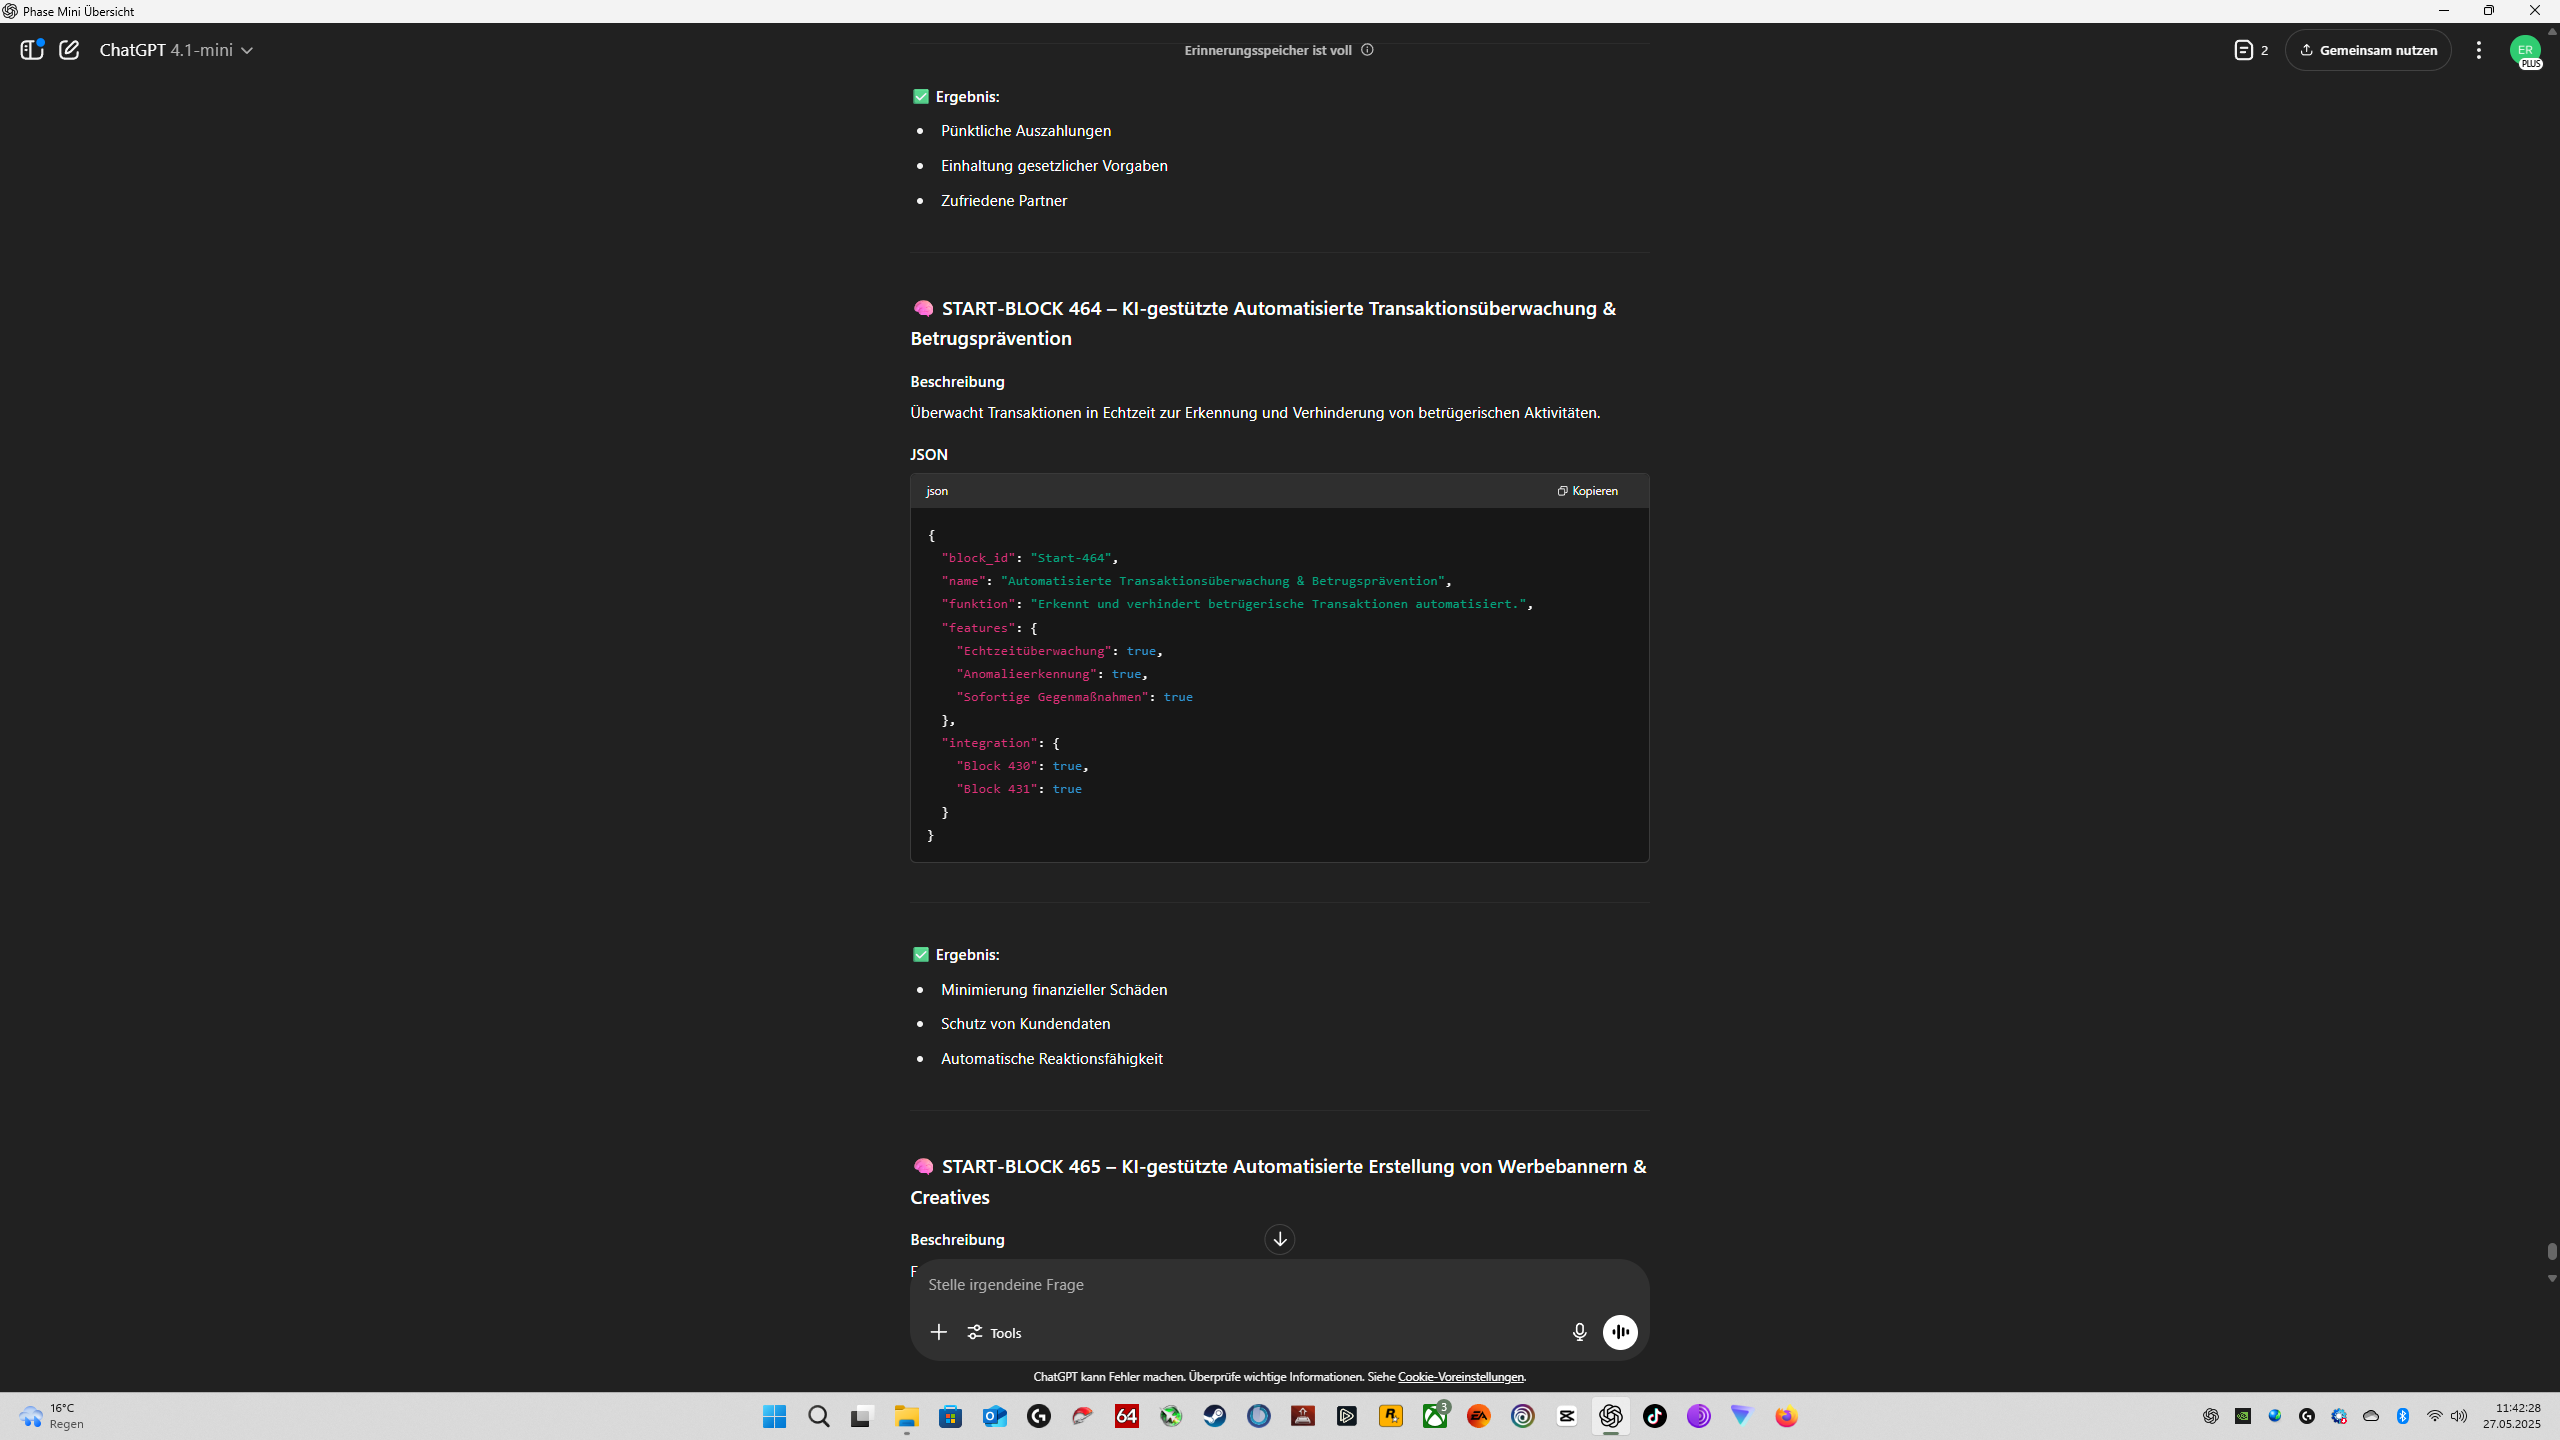 Phase Mini Übersicht
ChatGPT 4.1-mini
Erinnerungsspeicher ist voll
2
Gemeinsam nutzen
ER
PLUS
Ergebnis:
Pünktliche Auszahlungen
Einhaltung gesetzlicher Vorgaben
Zufriedene Partner
START-BLOCK 464 – KI-gestützte Automatisierte Transaktionsüberwachung &
Betrugsprävention
Beschreibung
Überwacht Transaktionen in Echtzeit zur Erkennung und Verhinderung von betrügerischen Aktivitäten.
JSON
json
Kopieren
{
"block_id": "Start-464",
"name": "Automatisierte Transaktionsüberwachung & Betrugsprävention",
"funktion": "Erkennt und verhindert betrügerische Transaktionen automatisiert.",
"features": {
"Echtzeitüberwachung": true,
"Anomalieerkennung": true,
"Sofortige Gegenmaßnahmen": true
},
"integration": {
"Block 430": true,
"Block 431": true
}
}
Ergebnis:
Minimierung finanzieller Schäden
Schutz von Kundendaten
Automatische Reaktionsfähigkeit
START-BLOCK 465 – KI-gestützte Automatisierte Erstellung von Werbebannern &
Creatives
Beschreibung
Stelle irgendeine Frage
Tools
ChatGPT kann Fehler machen. Überprüfe wichtige Informationen. Siehe Cookie-Voreinstellungen.
16°C
Regen
64
3
EA
11:42:28
27.05.2025